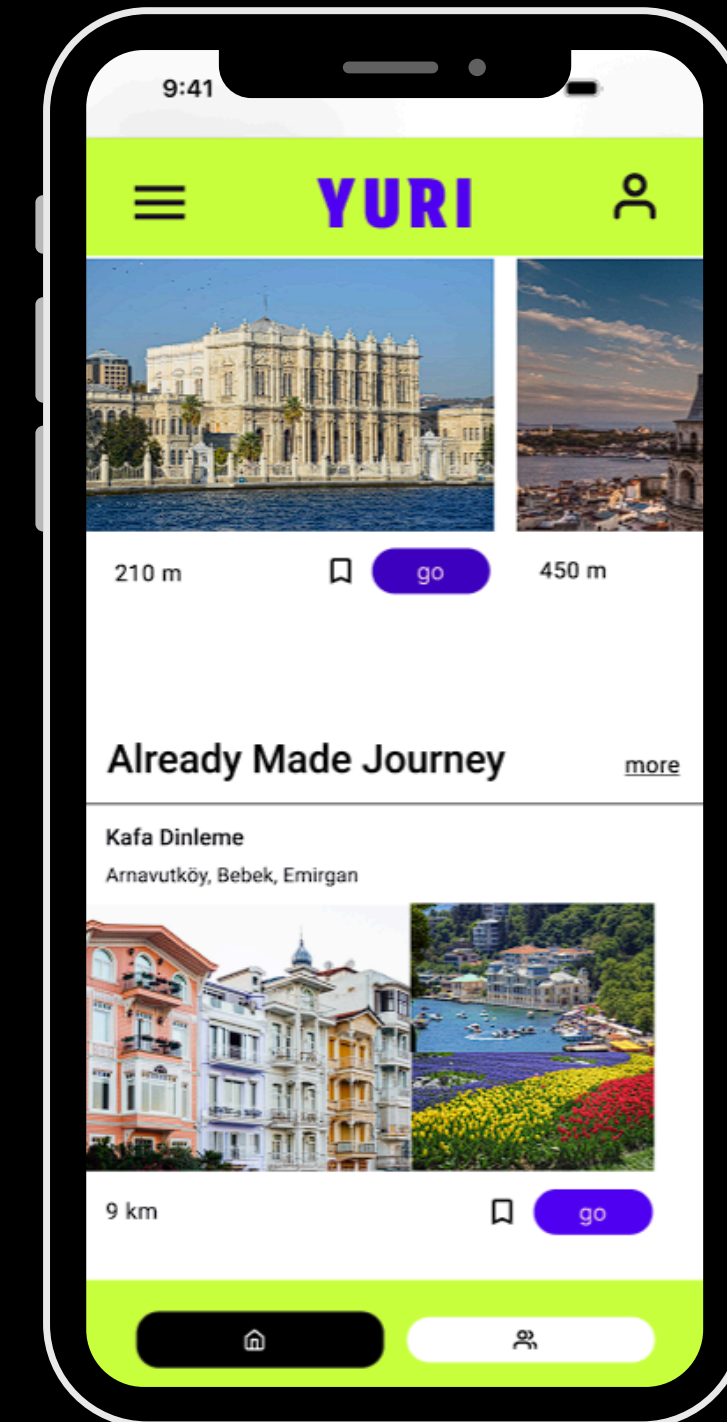 9:41
YURI
210 m
go
450 m
Already Made Journey
more
Kafa Dinleme
Arnavutköy, Bebek, Emirgan
9 km
go